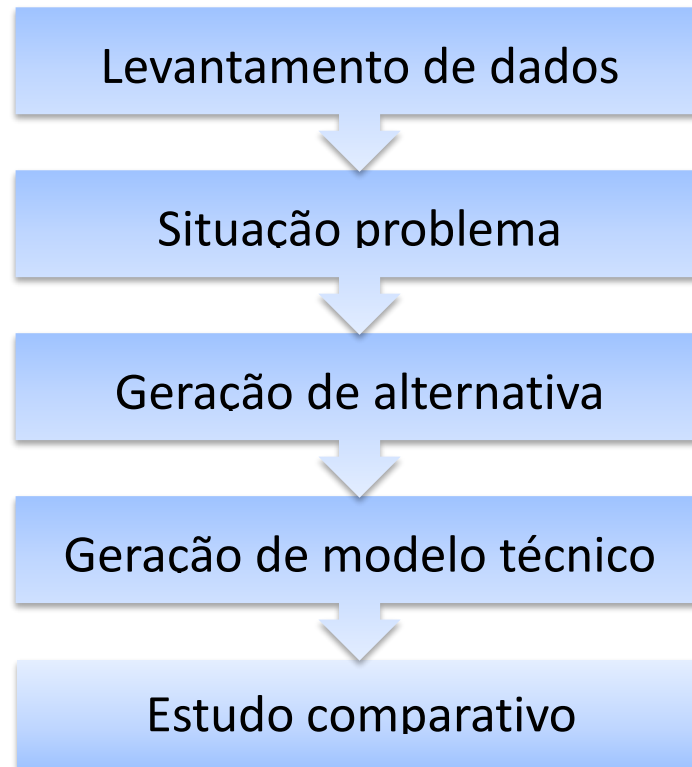 Levantamento de dados
Situação problema
Geração de alternativa
Geração de modelo técnico
Estudo comparativo